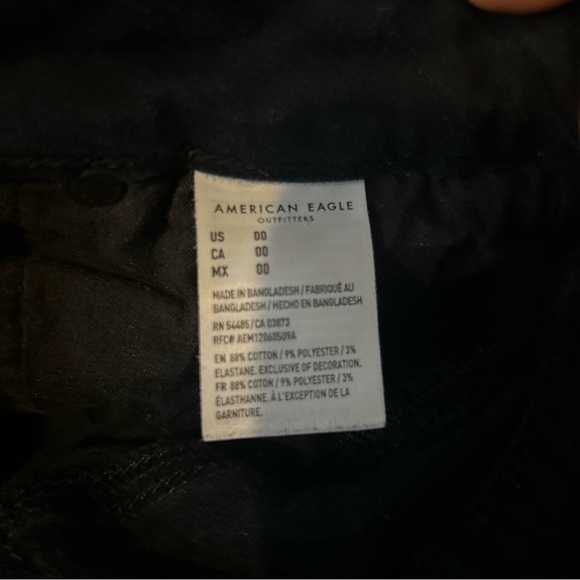 AMERICAN EAGLE
OUTFITTERS
US 00
CA 00
MX 00
MADE IN BANGLADESH / FABRIQUÉ AU
BANGLADESH / HECHO EN BANGLADESH
RN 54485/CA 03873
RFC# AEM120605U9A
EN 88% COTTON / 9% POLYESTER / 3%
ELASTANE. EXCLUSIVE OF DECORATION.
FR 88% COTON / 9% POLYESTER / 3%
ÉLASTHANNE. À L'EXCEPTION DE LA
GARNITURE.